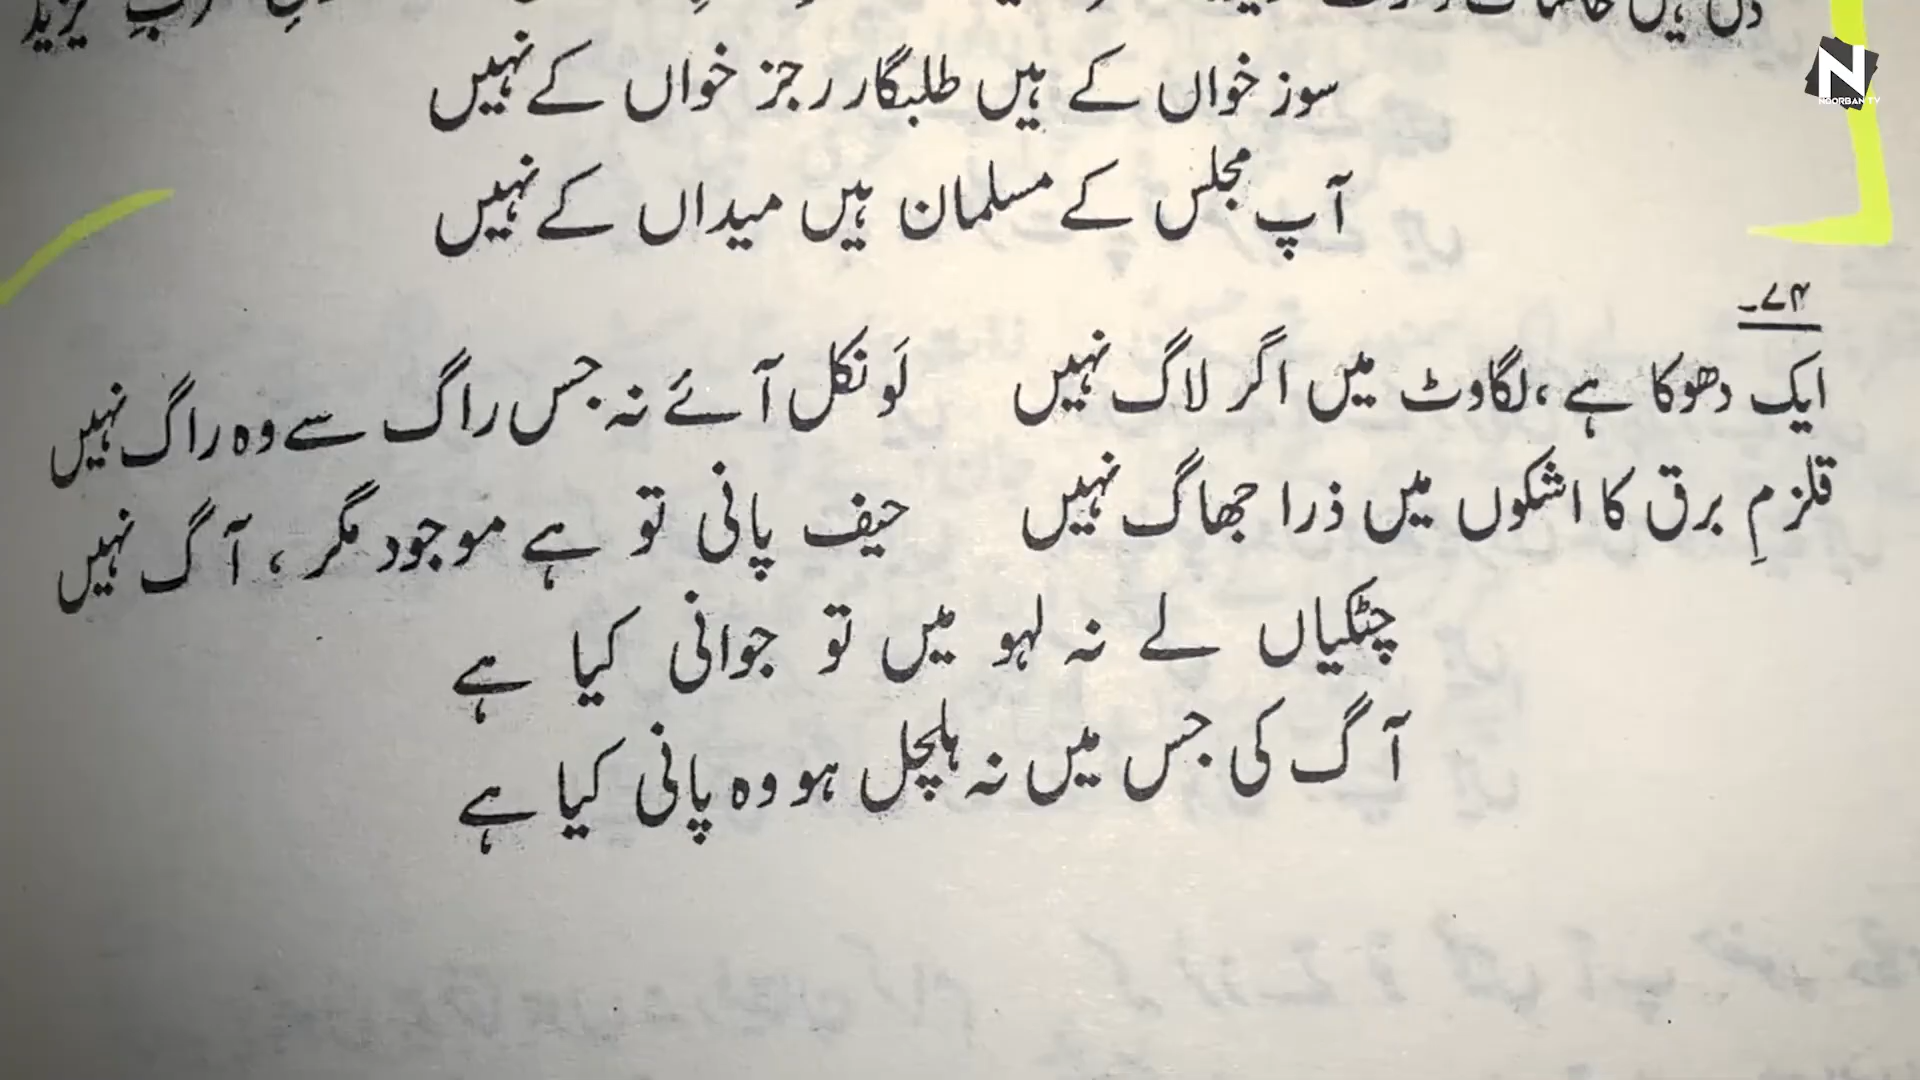 سوز خواں کے ہیں طلبگار رجز خواں کے نہیں
آپ مجلس کے مسلمان ہیں میداں کے نہیں
۷۴۔
ایک دھوکا ہے، لگاوٹ میں اگر لاگ نہیں لَو نکل آئے نہ جس راگ سے وہ راگ نہیں
قلزمِ برق کا اشکوں میں ذرا جھاگ نہیں حیف پانی تو ہے موجود مگر، آگ نہیں
چٹکیاں لے نہ لہو میں تو جوانی کیا ہے
آگ کی جس میں نہ ہلچل ہو وہ پانی کیا ہے
N
NOORBAN TV